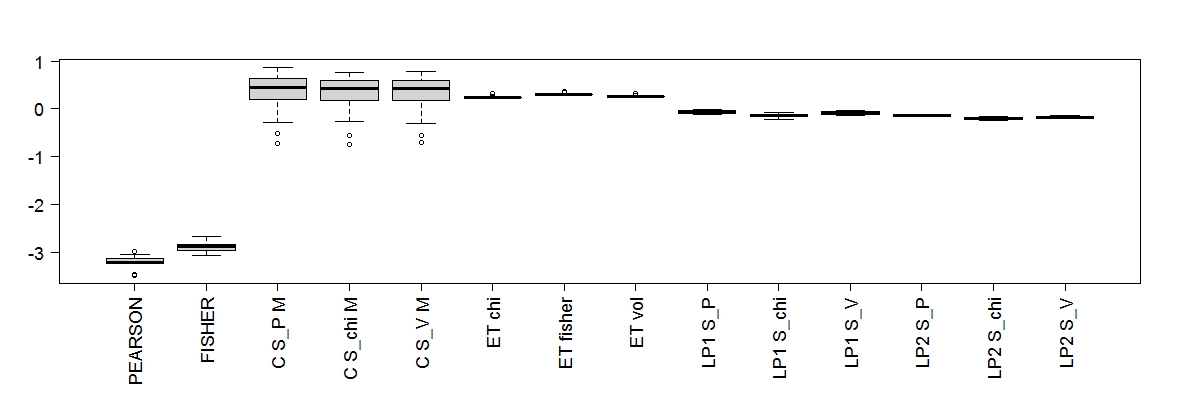 1
0
-1
-2
-3
PEARSON
FISHER
C S_P M
C S_chi M
C S_V M
ET chi
ET fisher
ET vol
LP1 S_P
LP1 S_chi
LP1 S_V
LP2 S_P
LP2 S_chi
LP2 S_V